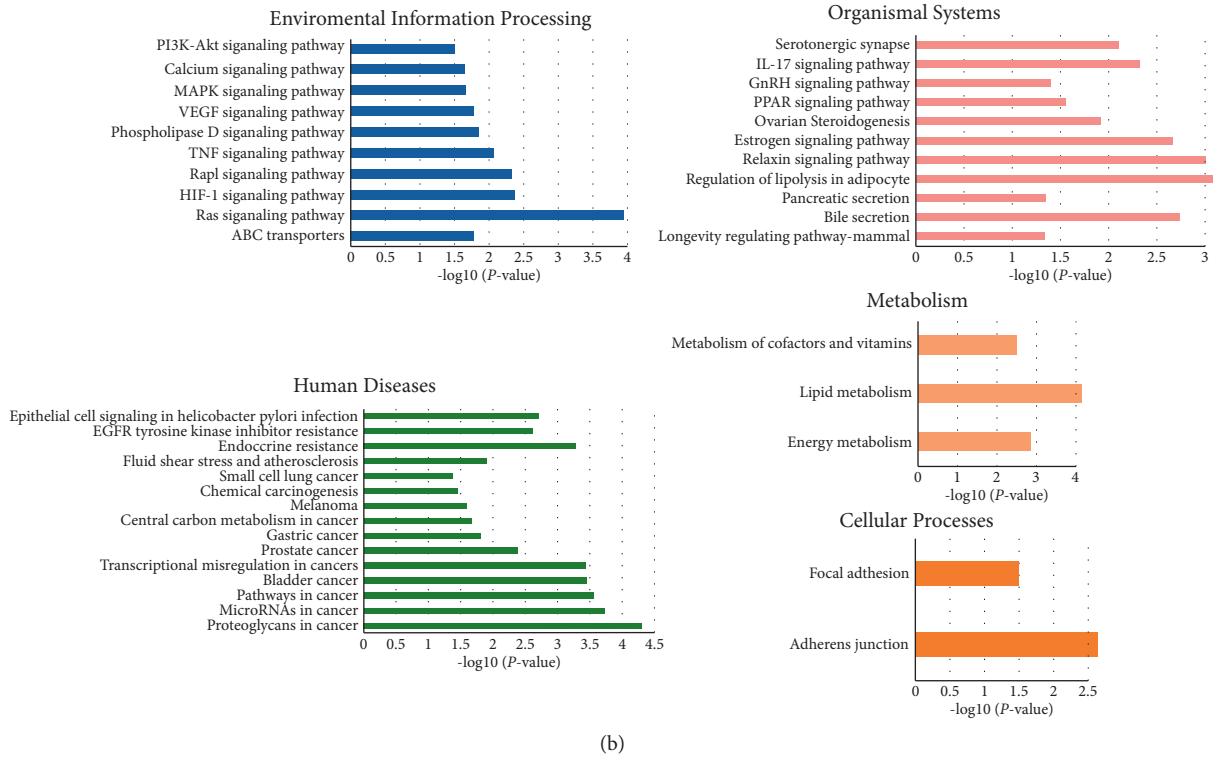 Enviromental Information Processing
PI3K-Akt siganaling pathway
Calcium siganaling pathway
MAPK signaling pathway
VEGF signaling pathway
Phospholipase D signaling pathway
TNF signaling pathway
Rapl signaling pathway
HIF-1 signaling pathway
Ras siganaling pathway
ABC transporters
0 0.5 1 1.5 2 2.5 3 3.5 4
-log10 (P-value)
Organismal Systems
Serotonergic synapse
IL-17 signaling pathway
GnRH signaling pathway
PPAR signaling pathway
Ovarian Steroidogenesis
Estrogen signaling pathway
Relaxin signaling pathway
Regulation of lipolysis in adipocyte
Pancreatic secretion
Bile secretion
Longevity regulating pathway-mammal
0 0.5 1 1.5 2 2.5 3
-log10 (P-value)
Human Diseases
Epithelial cell signaling in helicobacter pylori infection
EGFR tyrosine kinase inhibitor resistance
Endocrine resistance
Fluid shear stress and atherosclerosis
Small cell lung cancer
Chemical carcinogenesis
Melanoma
Central carbon metabolism in cancer
Gastric cancer
Prostate cancer
Transcriptional misregulation in cancers
Bladder cancer
Pathways in cancer
MicroRNAs in cancer
Proteoglycans in cancer
0 0.5 1 1.5 2 2.5 3 3.5 4 4.5
-log10 (P-value)
Metabolism
Metabolism of cofactors and vitamins
Lipid metabolism
Energy metabolism
0 1 2 3 4
-log10 (P-value)
Cellular Processes
Focal adthesion
Adherens junction
0 0.5 1 1.5 2 2.5
-log10 (P-value)
(b)